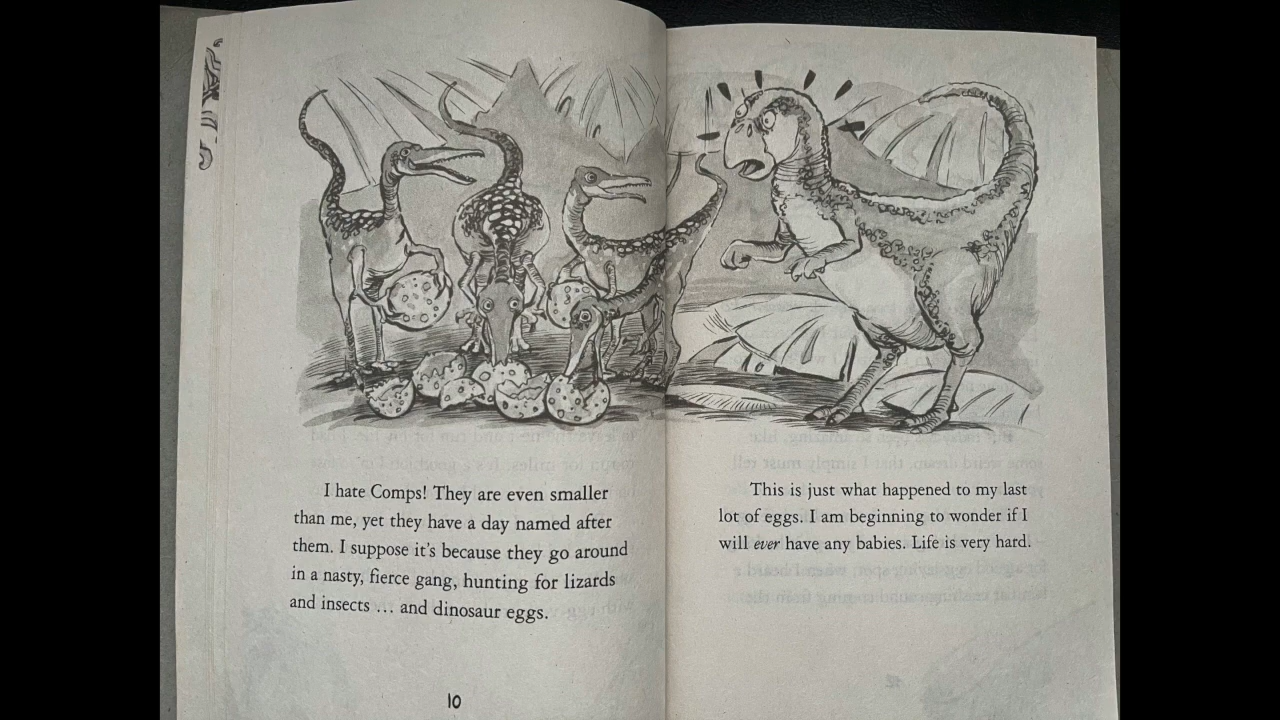 I hate Comps! They are even smaller
than me, yet they have a day named after
them. I suppose it's because they go around
in a nasty, fierce gang, hunting for lizards
and insects ... and dinosaur eggs.
10
This is just what happened to my last
lot of eggs. I am beginning to wonder if I
will ever have any babies. Life is very hard.